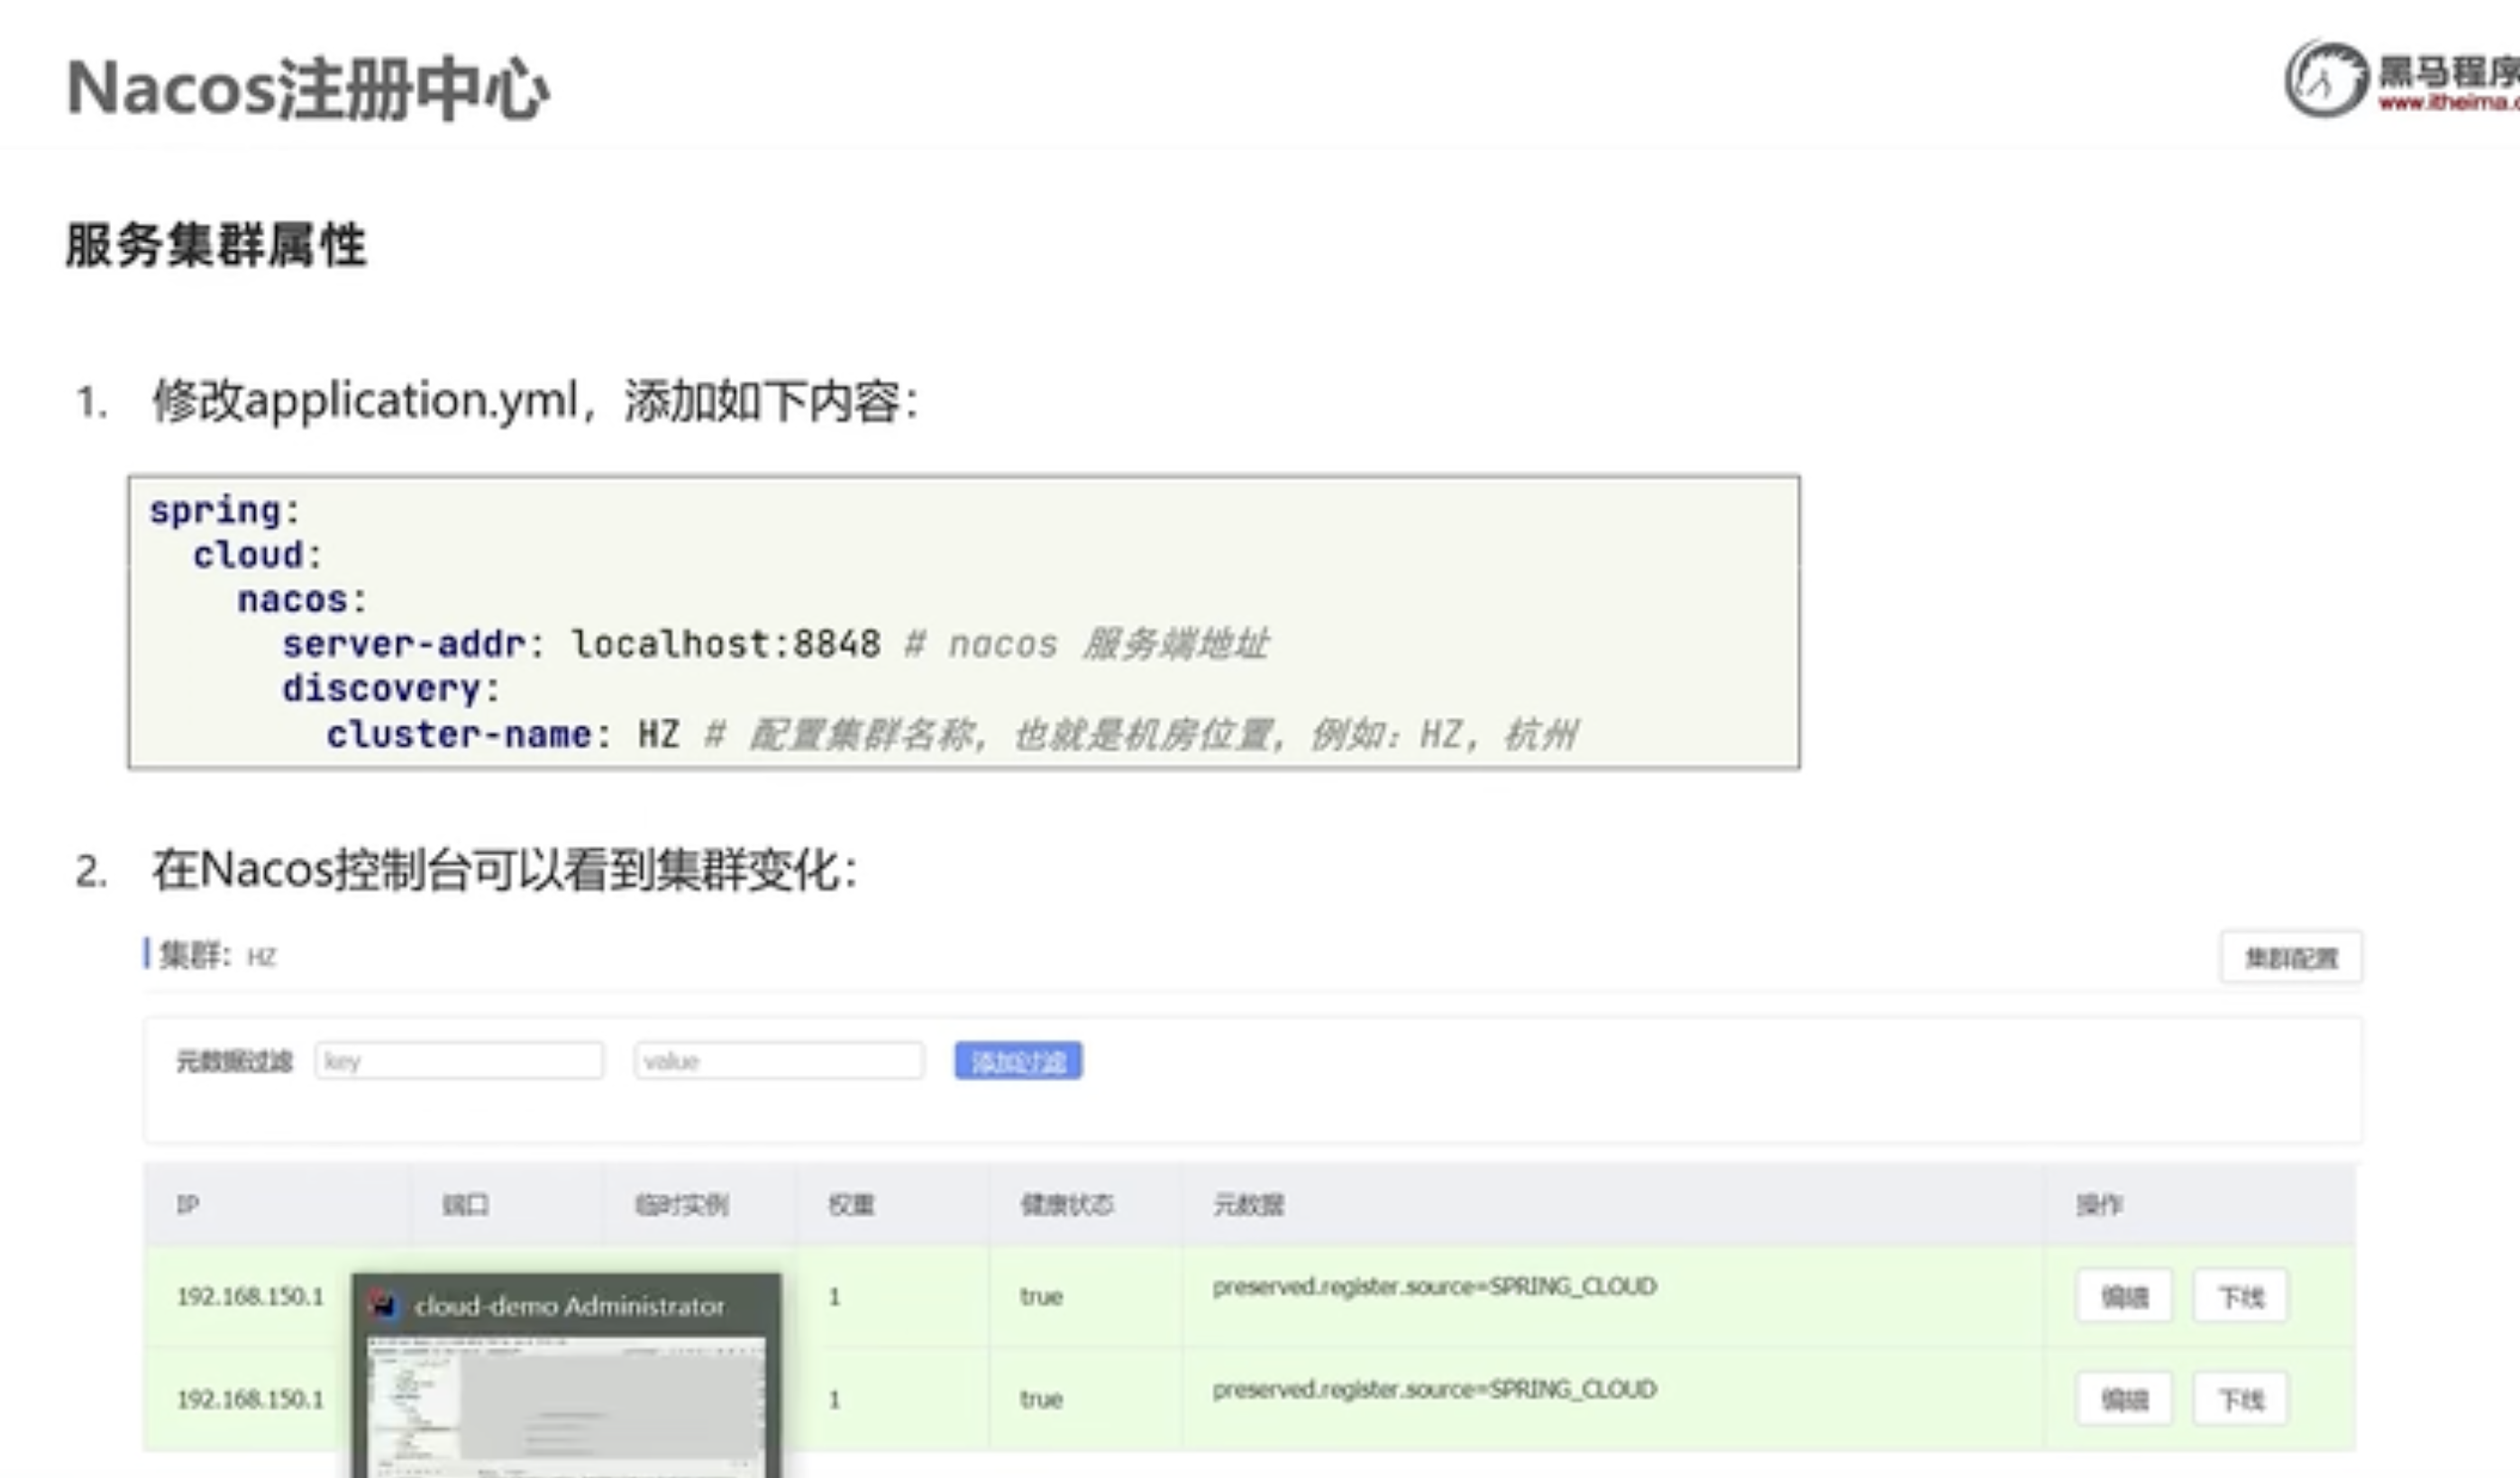 Nacos注册中心
黑马程序
www.itheima.c
服务集群属性
1. 修改application.yml，添加如下内容：
spring:
  cloud:
    nacos:
      server-addr: localhost:8848 # nacos 服务端地址
      discovery:
        cluster-name: HZ # 配置集群名称，也就是机房位置，例如：HZ，杭州
2. 在Nacos控制台可以看到集群变化：
集群： HZ 集群配置
元数据过滤 key value 添加过滤
IP 端口 临时实例 权重 健康状态 元数据 操作
192.168.150.1 1 true preserved.register.source=SPRING_CLOUD 编辑 下线
cloud-demo Administrator
192.168.150.1 1 true preserved.register.source=SPRING_CLOUD 编辑 下线